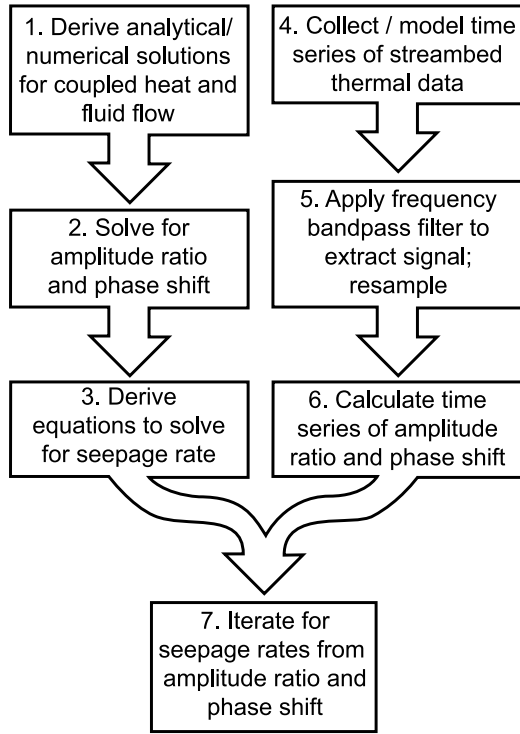 1. Derive analytical/
numerical solutions
for coupled heat and
fluid flow
2. Solve for
amplitude ratio
and phase shift
3. Derive
equations to solve
for seepage rate
4. Collect / model time
series of streambed
thermal data
5. Apply frequency
bandpass filter to
extract signal;
resample
6. Calculate time
series of amplitude
ratio and phase shift
7. Iterate for
seepage rates from
amplitude ratio and
phase shift